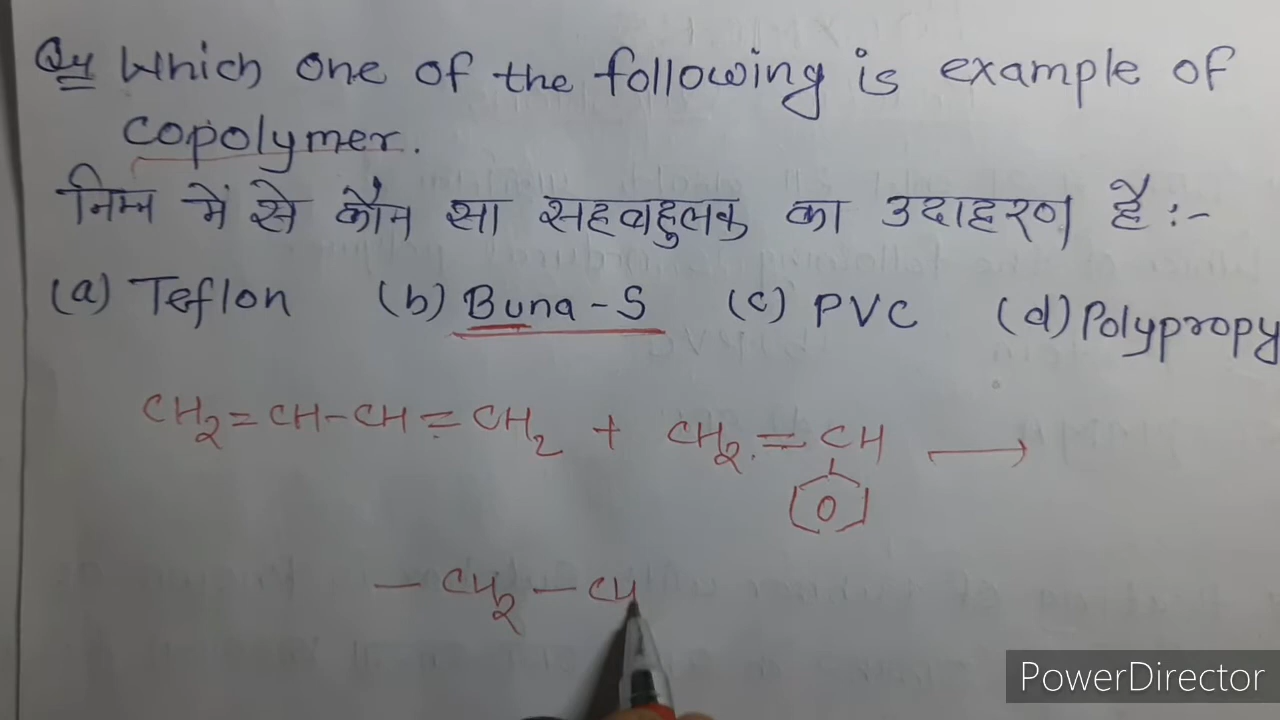 Q4 Which one of the following is example of
copolymer.
निम्न में से कौन सा सहबहुलक का उदाहरण है :-
(a) Teflon (b) Buna-S (c) PVC (d) Polypropy
CH2=CH-CH=CH2 + CH2=CH ⟶
- CH2 - CH
PowerDirector